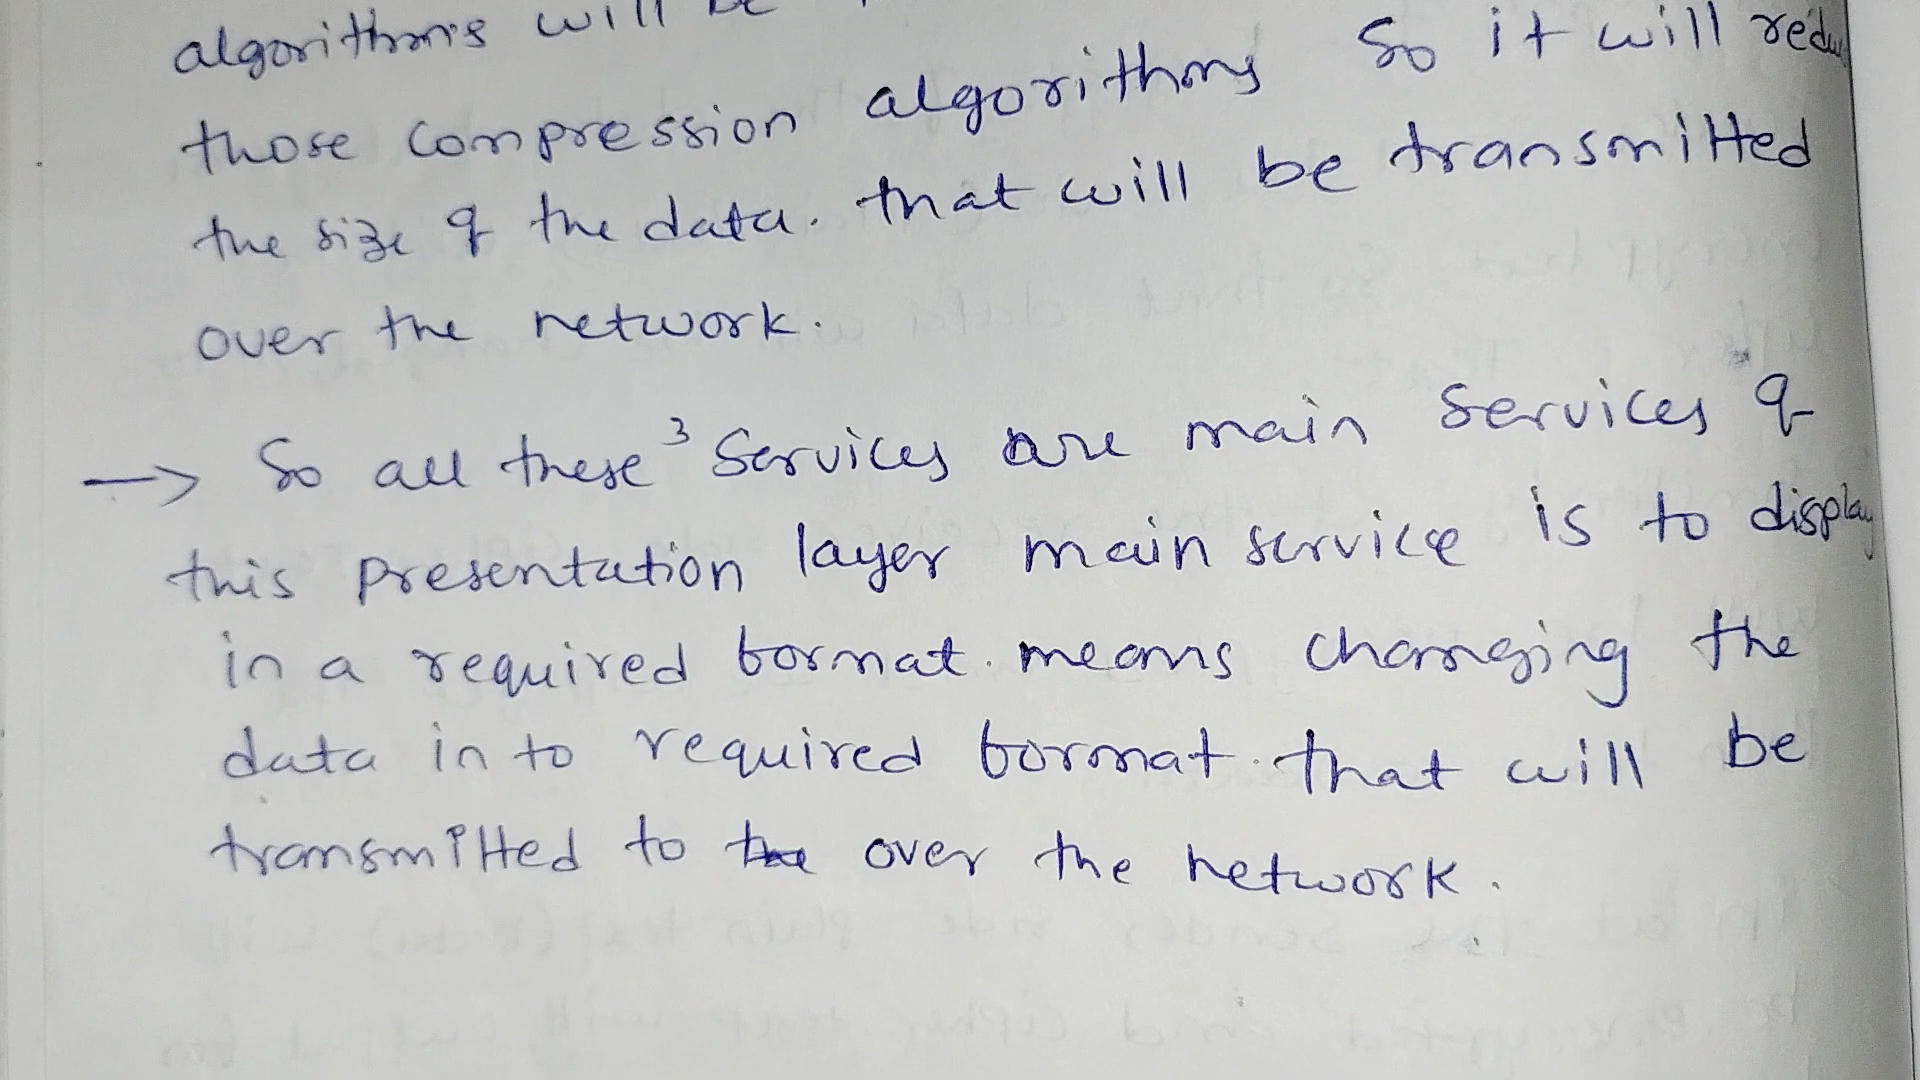 algorithms will be
those compression algorithms So it will redu
the size of the data. that will be transmitted
over the network.
→ So all these 3 Services are main services of
this presentation layer main service is to display
in a required format. means changing the
data in to required format. that will be
transmitted to the over the network.